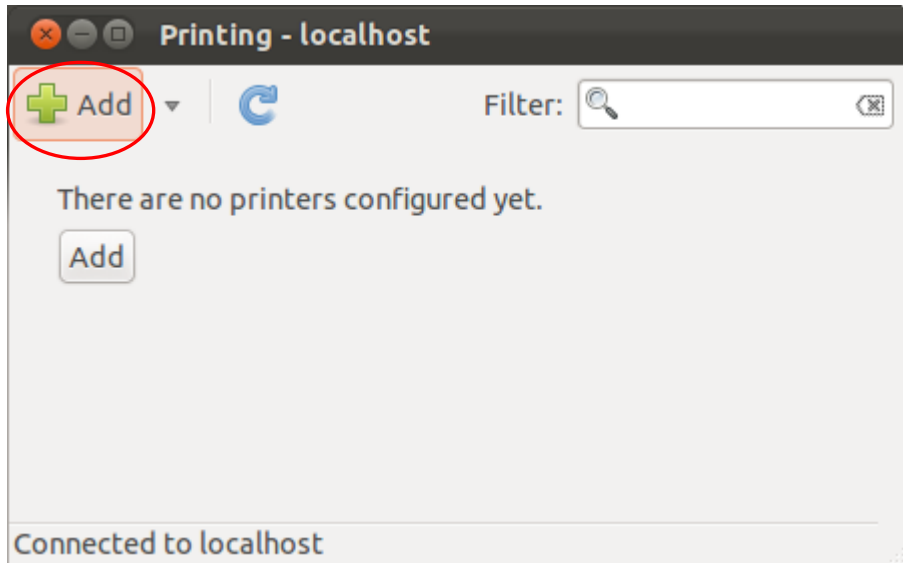 Printing - localhost
Add Filter:
There are no printers configured yet.
Add
Connected to localhost